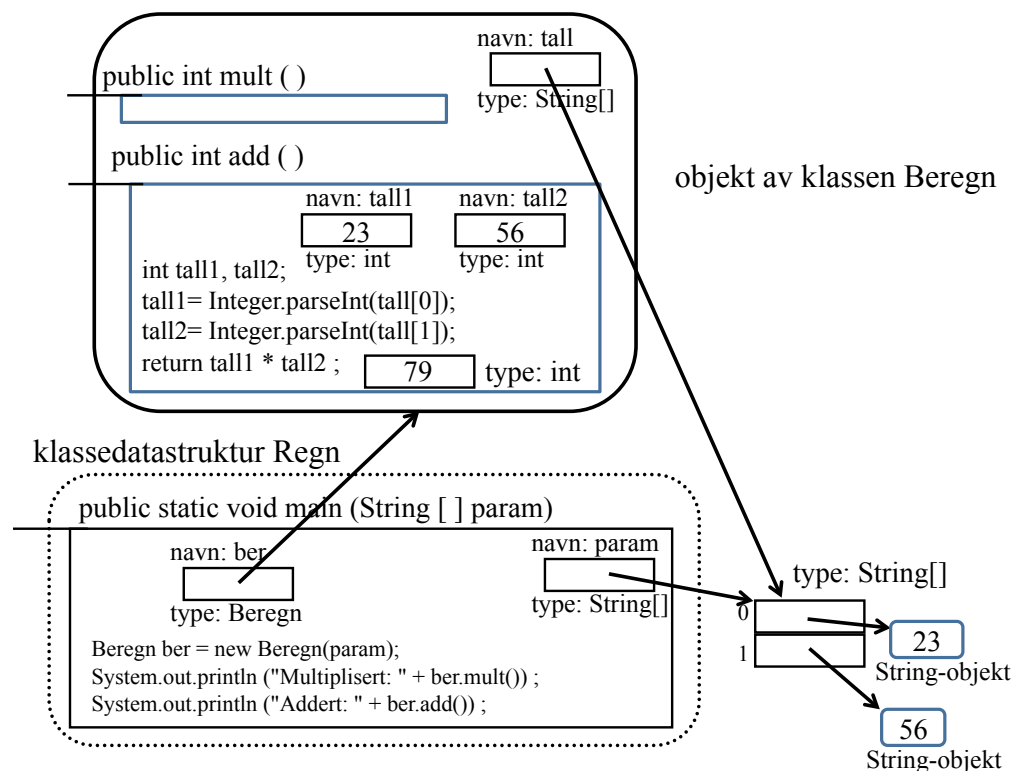 navn: tall
public int mult ( )
type: String[]
public int add ( )
objekt av klassen Beregn
navn: tall1
navn: tall2
23
56
type: int
type: int
int tall1, tall2;
tall1= Integer.parseInt(tall[0]);
tall2= Integer.parseInt(tall[1]);
return tall1 * tall2 ;
79
type: int
klassedatastruktur Regn
public static void main (String [ ] param)
navn: ber
navn: param
type: Beregn
type: String[]
type: String[]
0
1
23
String-objekt
56
String-objekt
Beregn ber = new Beregn(param);
System.out.println ("Multiplisert: " + ber.mult()) ;
System.out.println ("Addert: " + ber.add()) ;